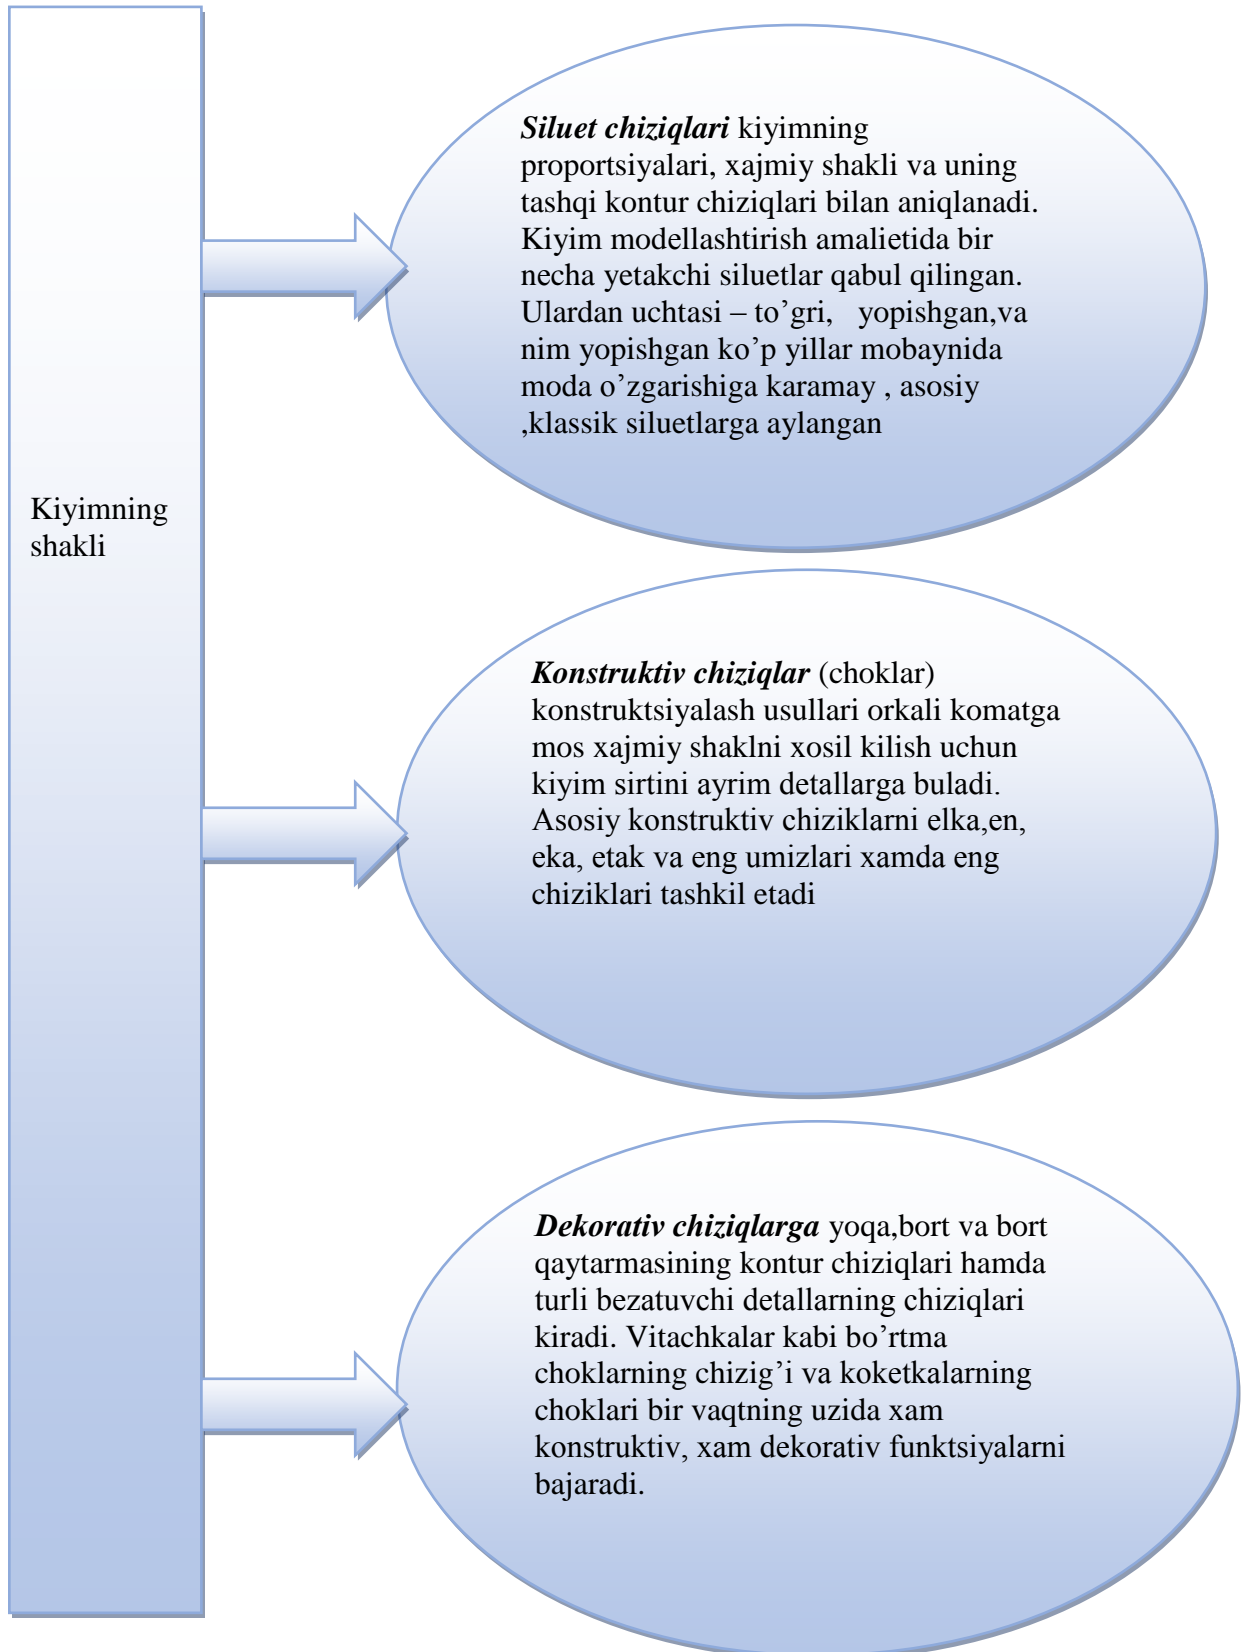 Kiyimning
shakli
Siluet chiziqlari kiyimning
proportsiyalari, xajmiy shakli va uning
tashqi kontur chiziqlari bilan aniqlanadi.
Kiyim modellashtirish amalietida bir
necha yetakchi siluetlar qabul qilingan.
Ulardan uchtasi – to’gri, yopishgan,va
nim yopishgan ko’p yillar mobaynida
moda o’zgarishiga karamay , asosiy
,klassik siluetlarga aylangan
Konstruktiv chiziqlar (choklar)
konstruktsiyalash usullari orkali komatga
mos xajmiy shaklni xosil kilish uchun
kiyim sirtini ayrim detallarga buladi.
Asosiy konstruktiv chiziklarni elka,en,
eka, etak va eng umizlari xamda eng
chiziklari tashkil etadi
Dekorativ chiziqlarga yoqa,bort va bort
qaytarmasining kontur chiziqlari hamda
turli bezatuvchi detallarning chiziqlari
kiradi. Vitachkalar kabi bo’rtma
choklarning chizig’i va koketkalarning
choklari bir vaqtning uzida xam
konstruktiv, xam dekorativ funktsiyalarni
bajaradi.